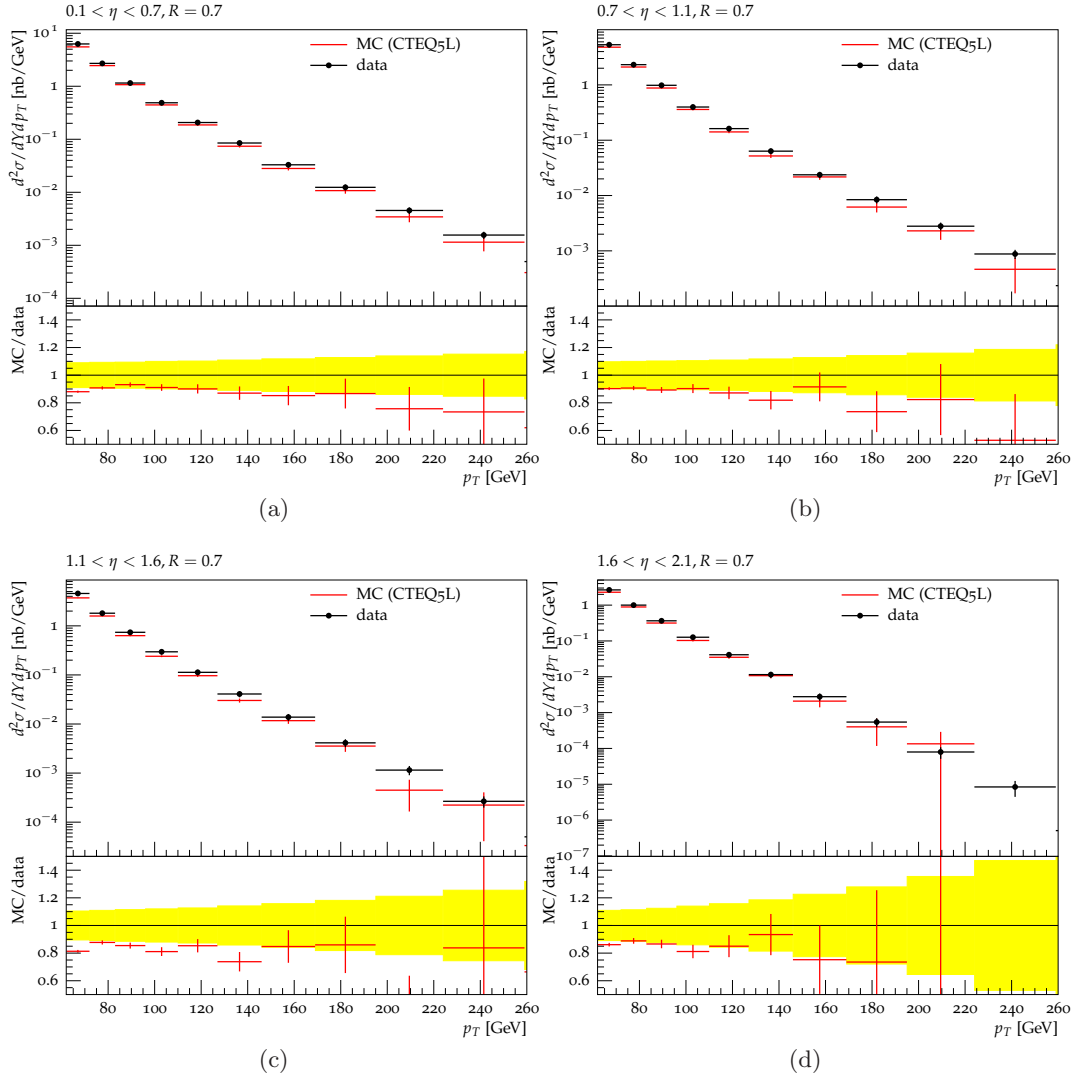 0.1 < η < 0.7, R = 0.7
d²σ/dYdp_T [nb/GeV]
10¹
1
10⁻¹
10⁻²
10⁻³
10⁻⁴
MC (CTEQ5L)
data
MC/data
1.4
1.2
1
0.8
0.6
80 100 120 140 160 180 200 220 240 260
p_T [GeV]
(a)
0.7 < η < 1.1, R = 0.7
d²σ/dYdp_T [nb/GeV]
1
10⁻¹
10⁻²
10⁻³
MC (CTEQ5L)
data
MC/data
1.4
1.2
1
0.8
0.6
80 100 120 140 160 180 200 220 240 260
p_T [GeV]
(b)
1.1 < η < 1.6, R = 0.7
d²σ/dYdp_T [nb/GeV]
1
10⁻¹
10⁻²
10⁻³
10⁻⁴
MC (CTEQ5L)
data
MC/data
1.4
1.2
1
0.8
0.6
80 100 120 140 160 180 200 220 240 260
p_T [GeV]
(c)
1.6 < η < 2.1, R = 0.7
d²σ/dYdp_T [nb/GeV]
1
10⁻¹
10⁻²
10⁻³
10⁻⁴
10⁻⁵
10⁻⁶
10⁻⁷
MC (CTEQ5L)
data
MC/data
1.4
1.2
1
0.8
0.6
80 100 120 140 160 180 200 220 240 260
p_T [GeV]
(d)